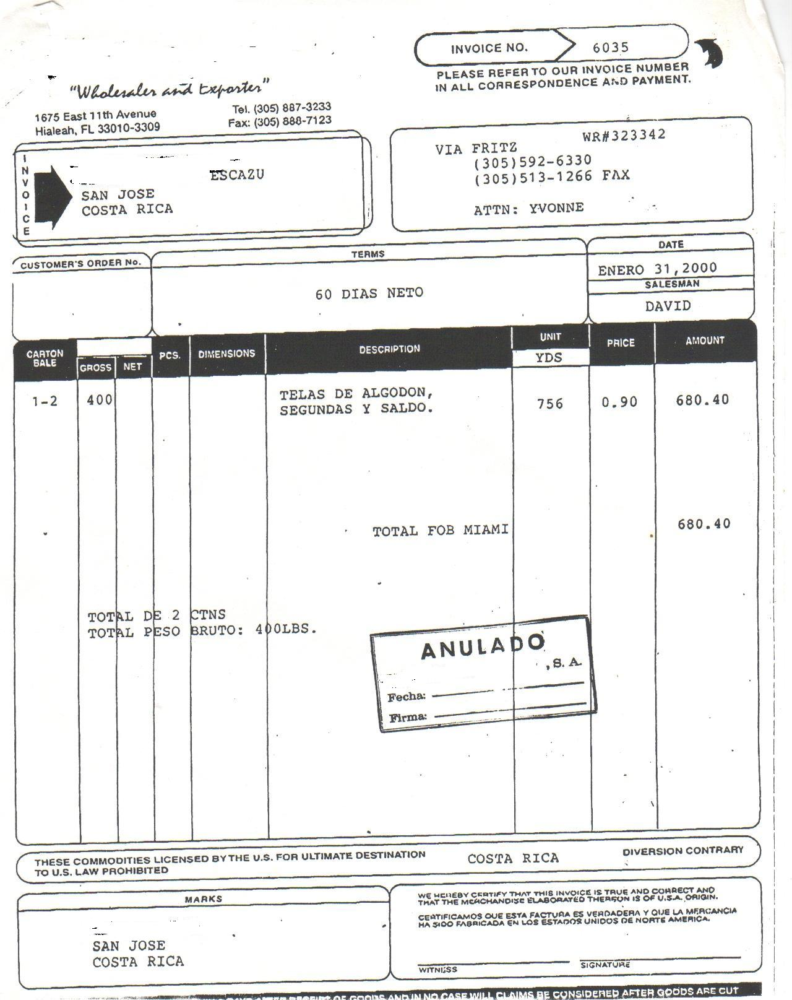 INVOICE NO. 6035
PLEASE REFER TO OUR INVOICE NUMBER
IN ALL CORRESPONDENCE AND PAYMENT.
"Wholesaler and Exporter"
1675 East 11th Avenue
Hialeah, FL 33010-3309
Tel. (305) 887-3233
Fax: (305) 888-7123
INVOICE
ESCAZU
SAN JOSE
COSTA RICA
WR#323342
VIA FRITZ
(305)592-6330
(305)513-1266 FAX
ATTN: YVONNE
CUSTOMER'S ORDER No.
TERMS
60 DIAS NETO
DATE
ENERO 31,2000
SALESMAN
DAVID
CARTON BALE GROSS NET PCS. DIMENSIONS DESCRIPTION UNIT YDS PRICE AMOUNT
1-2 400 TELAS DE ALGODON, 756 0.90 680.40
SEGUNDAS Y SALDO.
TOTAL FOB MIAMI 680.40
TOTAL DE 2 CTNS
TOTAL PESO BRUTO: 400LBS.
ANULADO
, S. A.
Fecha:
Firma:
THESE COMMODITIES LICENSED BY THE U.S. FOR ULTIMATE DESTINATION COSTA RICA DIVERSION CONTRARY
TO U.S. LAW PROHIBITED
MARKS
SAN JOSE
COSTA RICA
WE HEREBY CERTIFY THAT THIS INVOICE IS TRUE AND CORRECT AND
THAT THE MERCHANDISE ELABORATED THEREON IS OF U.S.A. ORIGIN.
CERTIFICAMOS QUE ESTA FACTURA ES VERDADERA Y QUE LA MERCANCIA
HA SIDO FABRICADA EN LOS ESTADOS UNIDOS DE NORTE AMERICA.
WITNESS
SIGNATURE
RECEIPT OF GOODS AND IN NO CASE WILL CLAIMS BE CONSIDERED AFTER GOODS ARE CUT